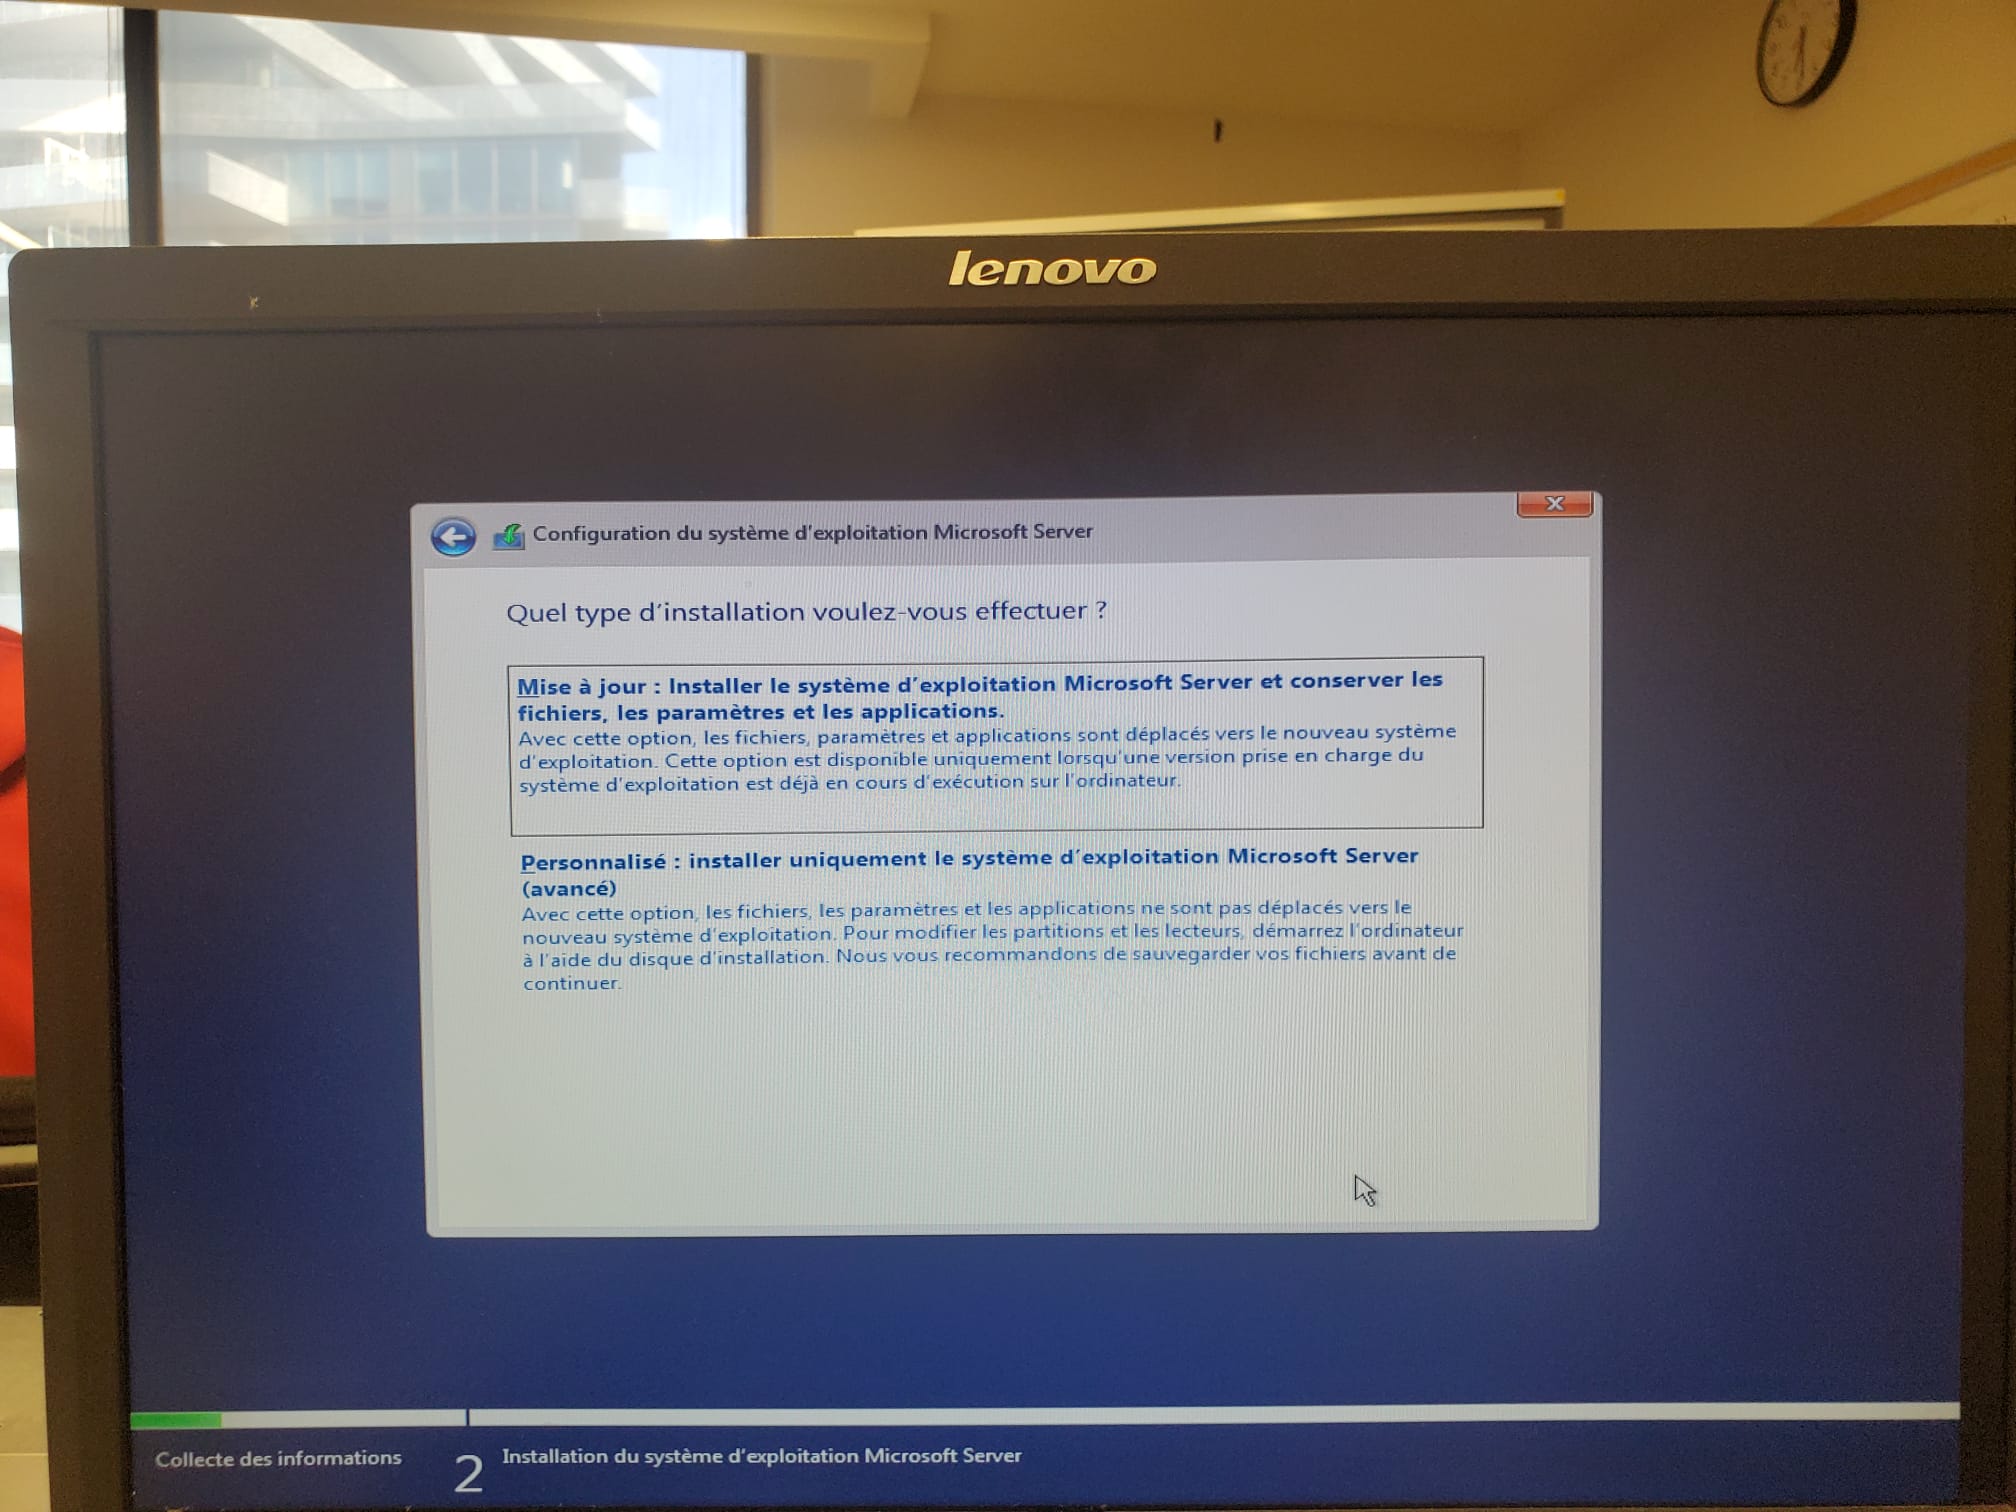 lenovo
Configuration du système d'exploitation Microsoft Server
Quel type d'installation voulez-vous effectuer ?
Mise à jour : Installer le système d'exploitation Microsoft Server et conserver les
fichiers, les paramètres et les applications.
Avec cette option, les fichiers, paramètres et applications sont déplacés vers le nouveau système
d'exploitation. Cette option est disponible uniquement lorsqu'une version prise en charge du
système d'exploitation est déjà en cours d'exécution sur l'ordinateur.
Personnalisé : installer uniquement le système d'exploitation Microsoft Server
(avancé)
Avec cette option, les fichiers, les paramètres et les applications ne sont pas déplacés vers le
nouveau système d'exploitation. Pour modifier les partitions et les lecteurs, démarrez l'ordinateur
à l'aide du disque d'installation. Nous vous recommandons de sauvegarder vos fichiers avant de
continuer.
Collecte des informations
2 Installation du système d'exploitation Microsoft Server